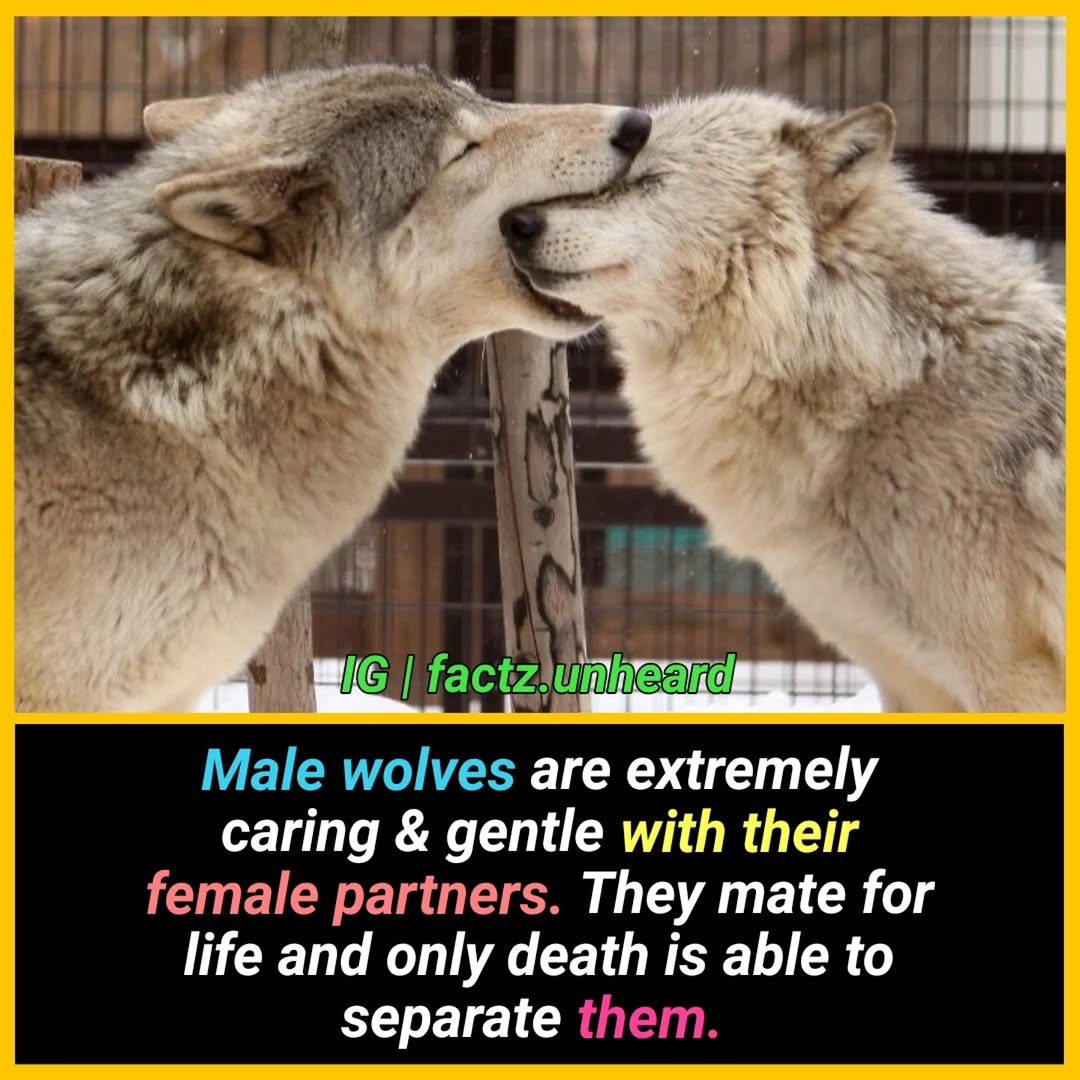 IG | factz.unheard
Male wolves are extremely
caring & gentle with their
female partners. They mate for
life and only death is able to
separate them.